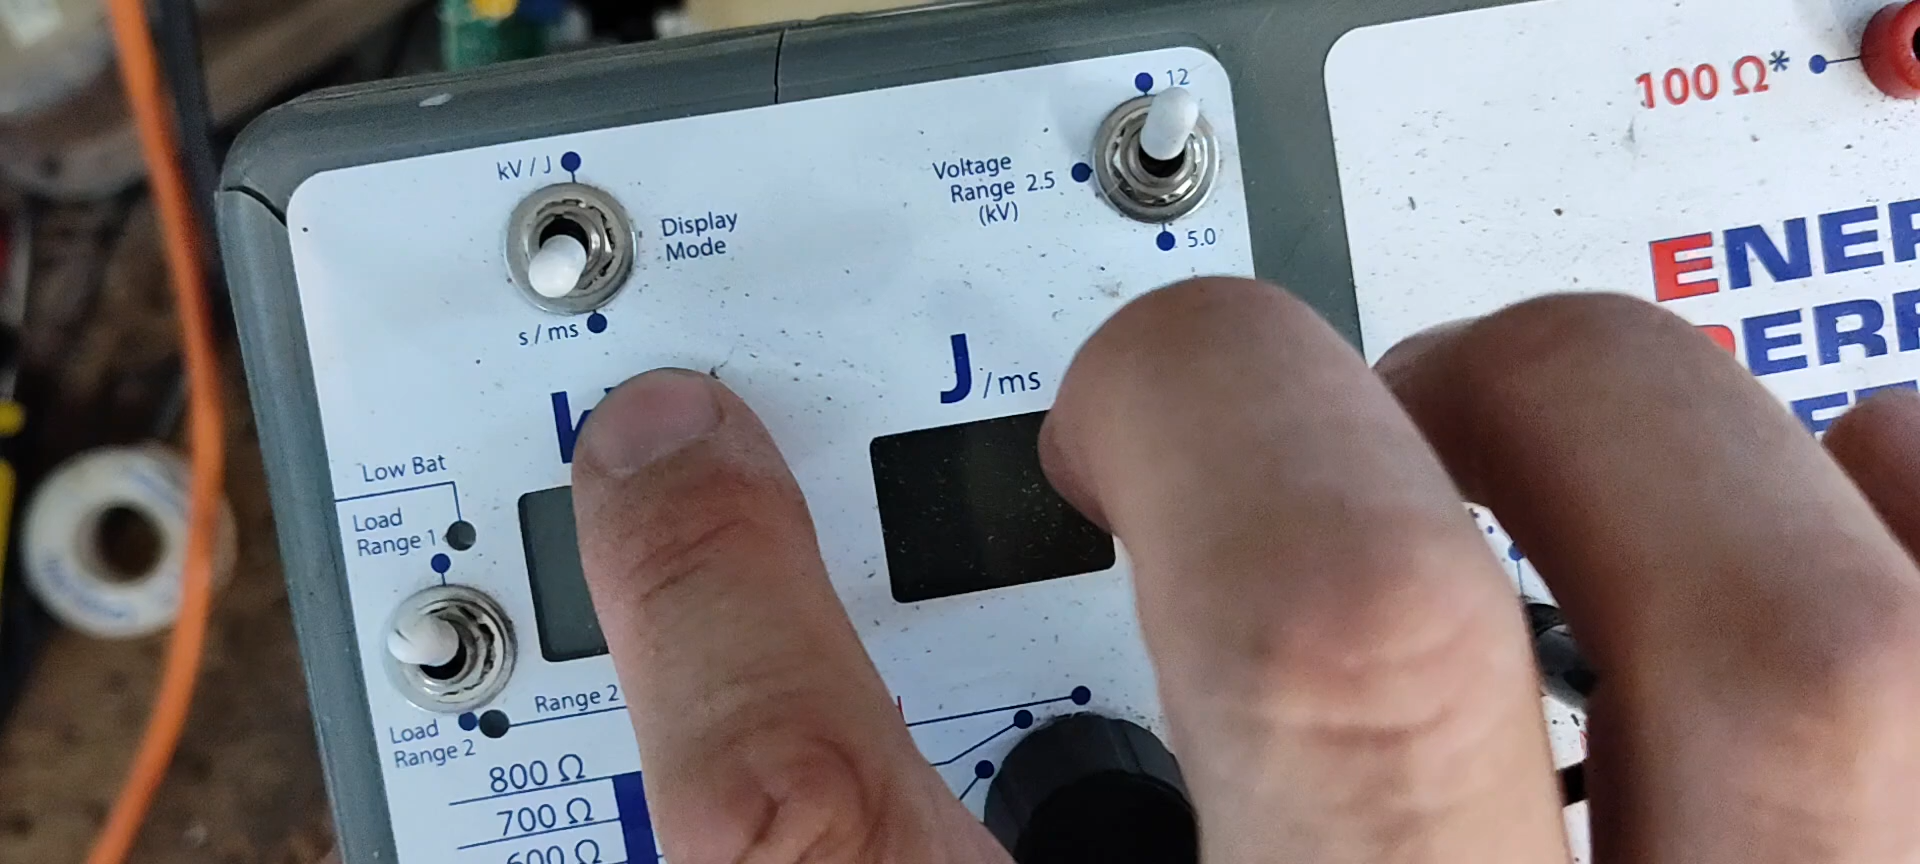 kV / J
Display
Mode
s / ms
12
Voltage
Range 2.5
(kV)
5.0
100 Ω*
J/ms
Low Bat
Load
Range 1
Load
Range 2
Range 2
800 Ω
700 Ω
600 Ω